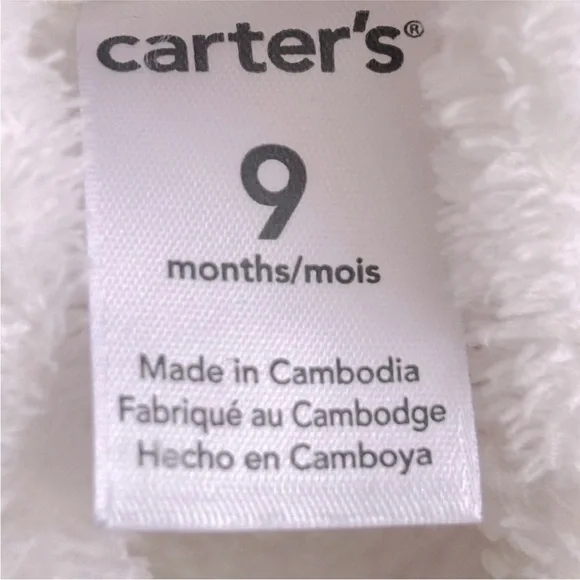 carter's®
9
months/mois
Made in Cambodia
Fabriqué au Cambodge
Hecho en Camboya